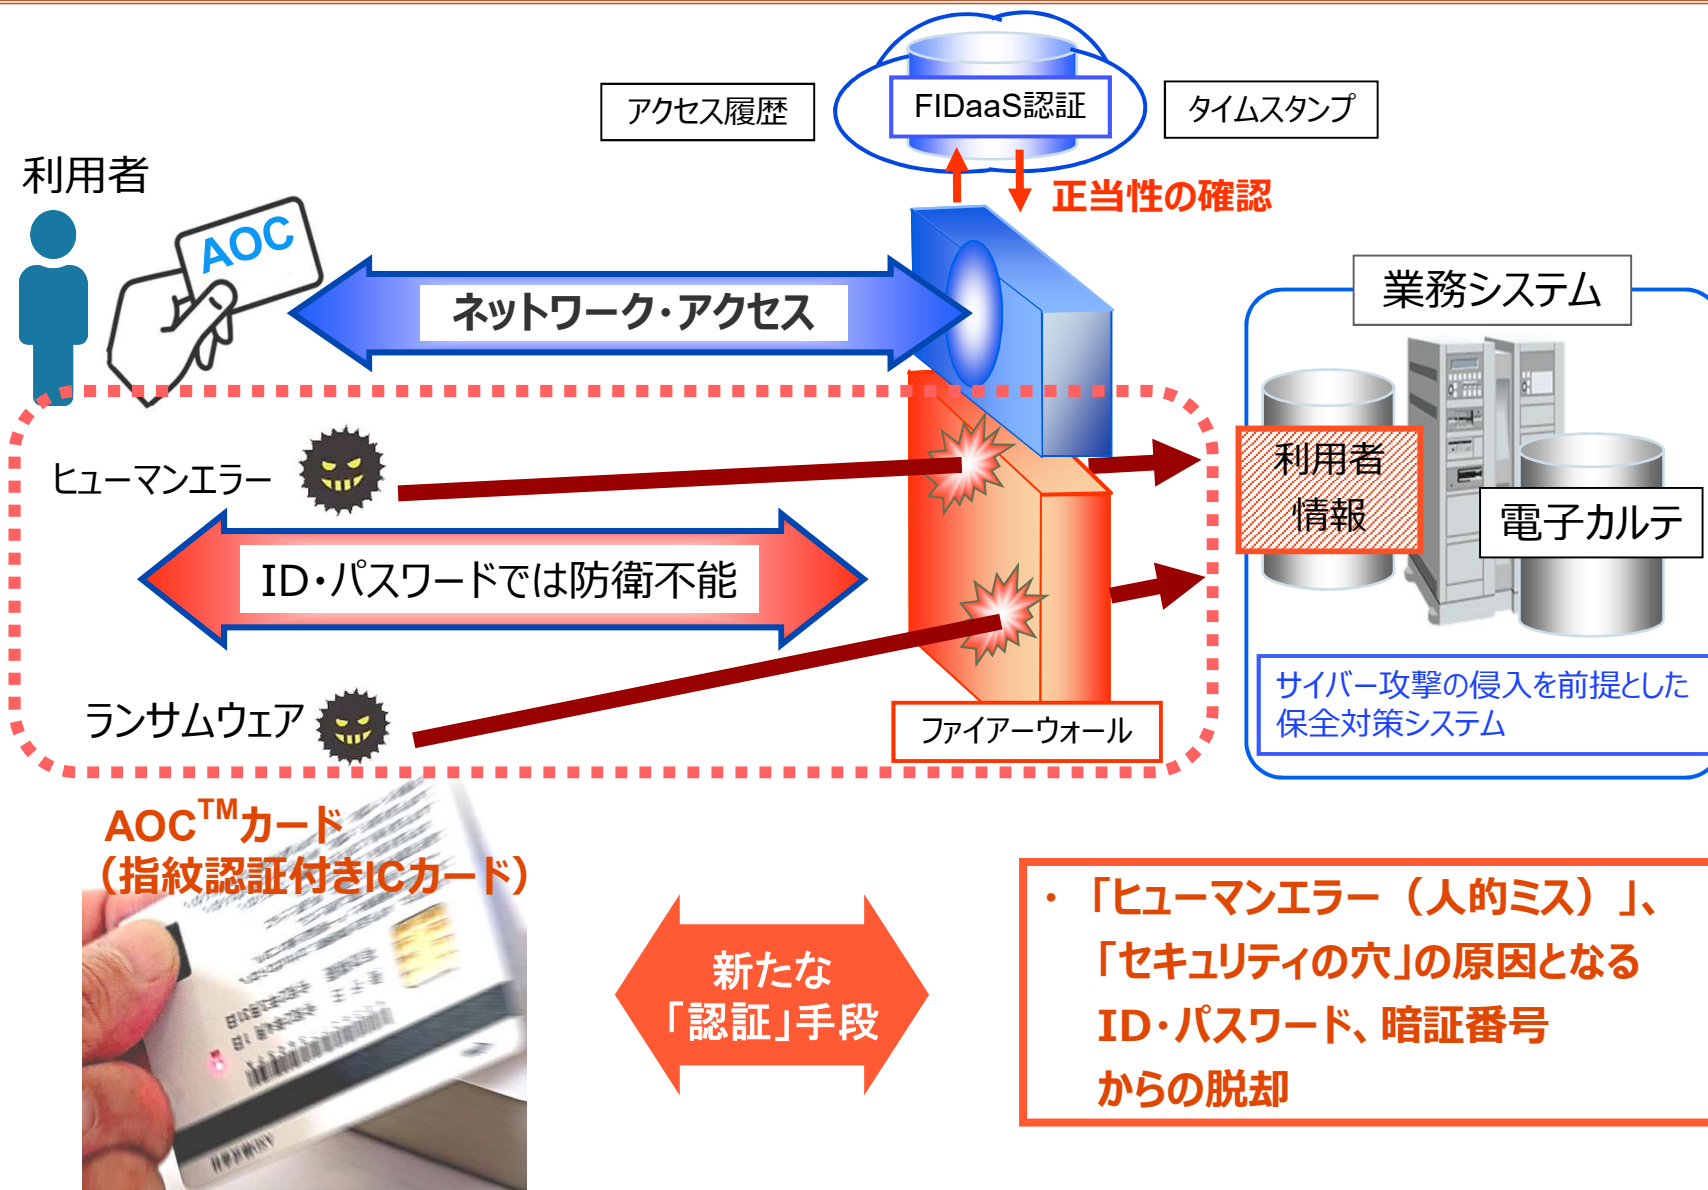 アクセス履歴
FIDaaS認証
タイムスタンプ
利用者
正当性の確認
AOC
ネットワーク・アクセス
業務システム
ヒューマンエラー
利用者
情報
電子カルテ
ID・パスワードでは防衛不能
ランサムウェア
ファイアーウォール
サイバー攻撃の侵入を前提とした
保全対策システム
AOC™カード
（指紋認証付きICカード）
新たな
「認証」手段
・「ヒューマンエラー（人的ミス）」、
「セキュリティの穴」の原因となる
ID・パスワード、暗証番号
からの脱却